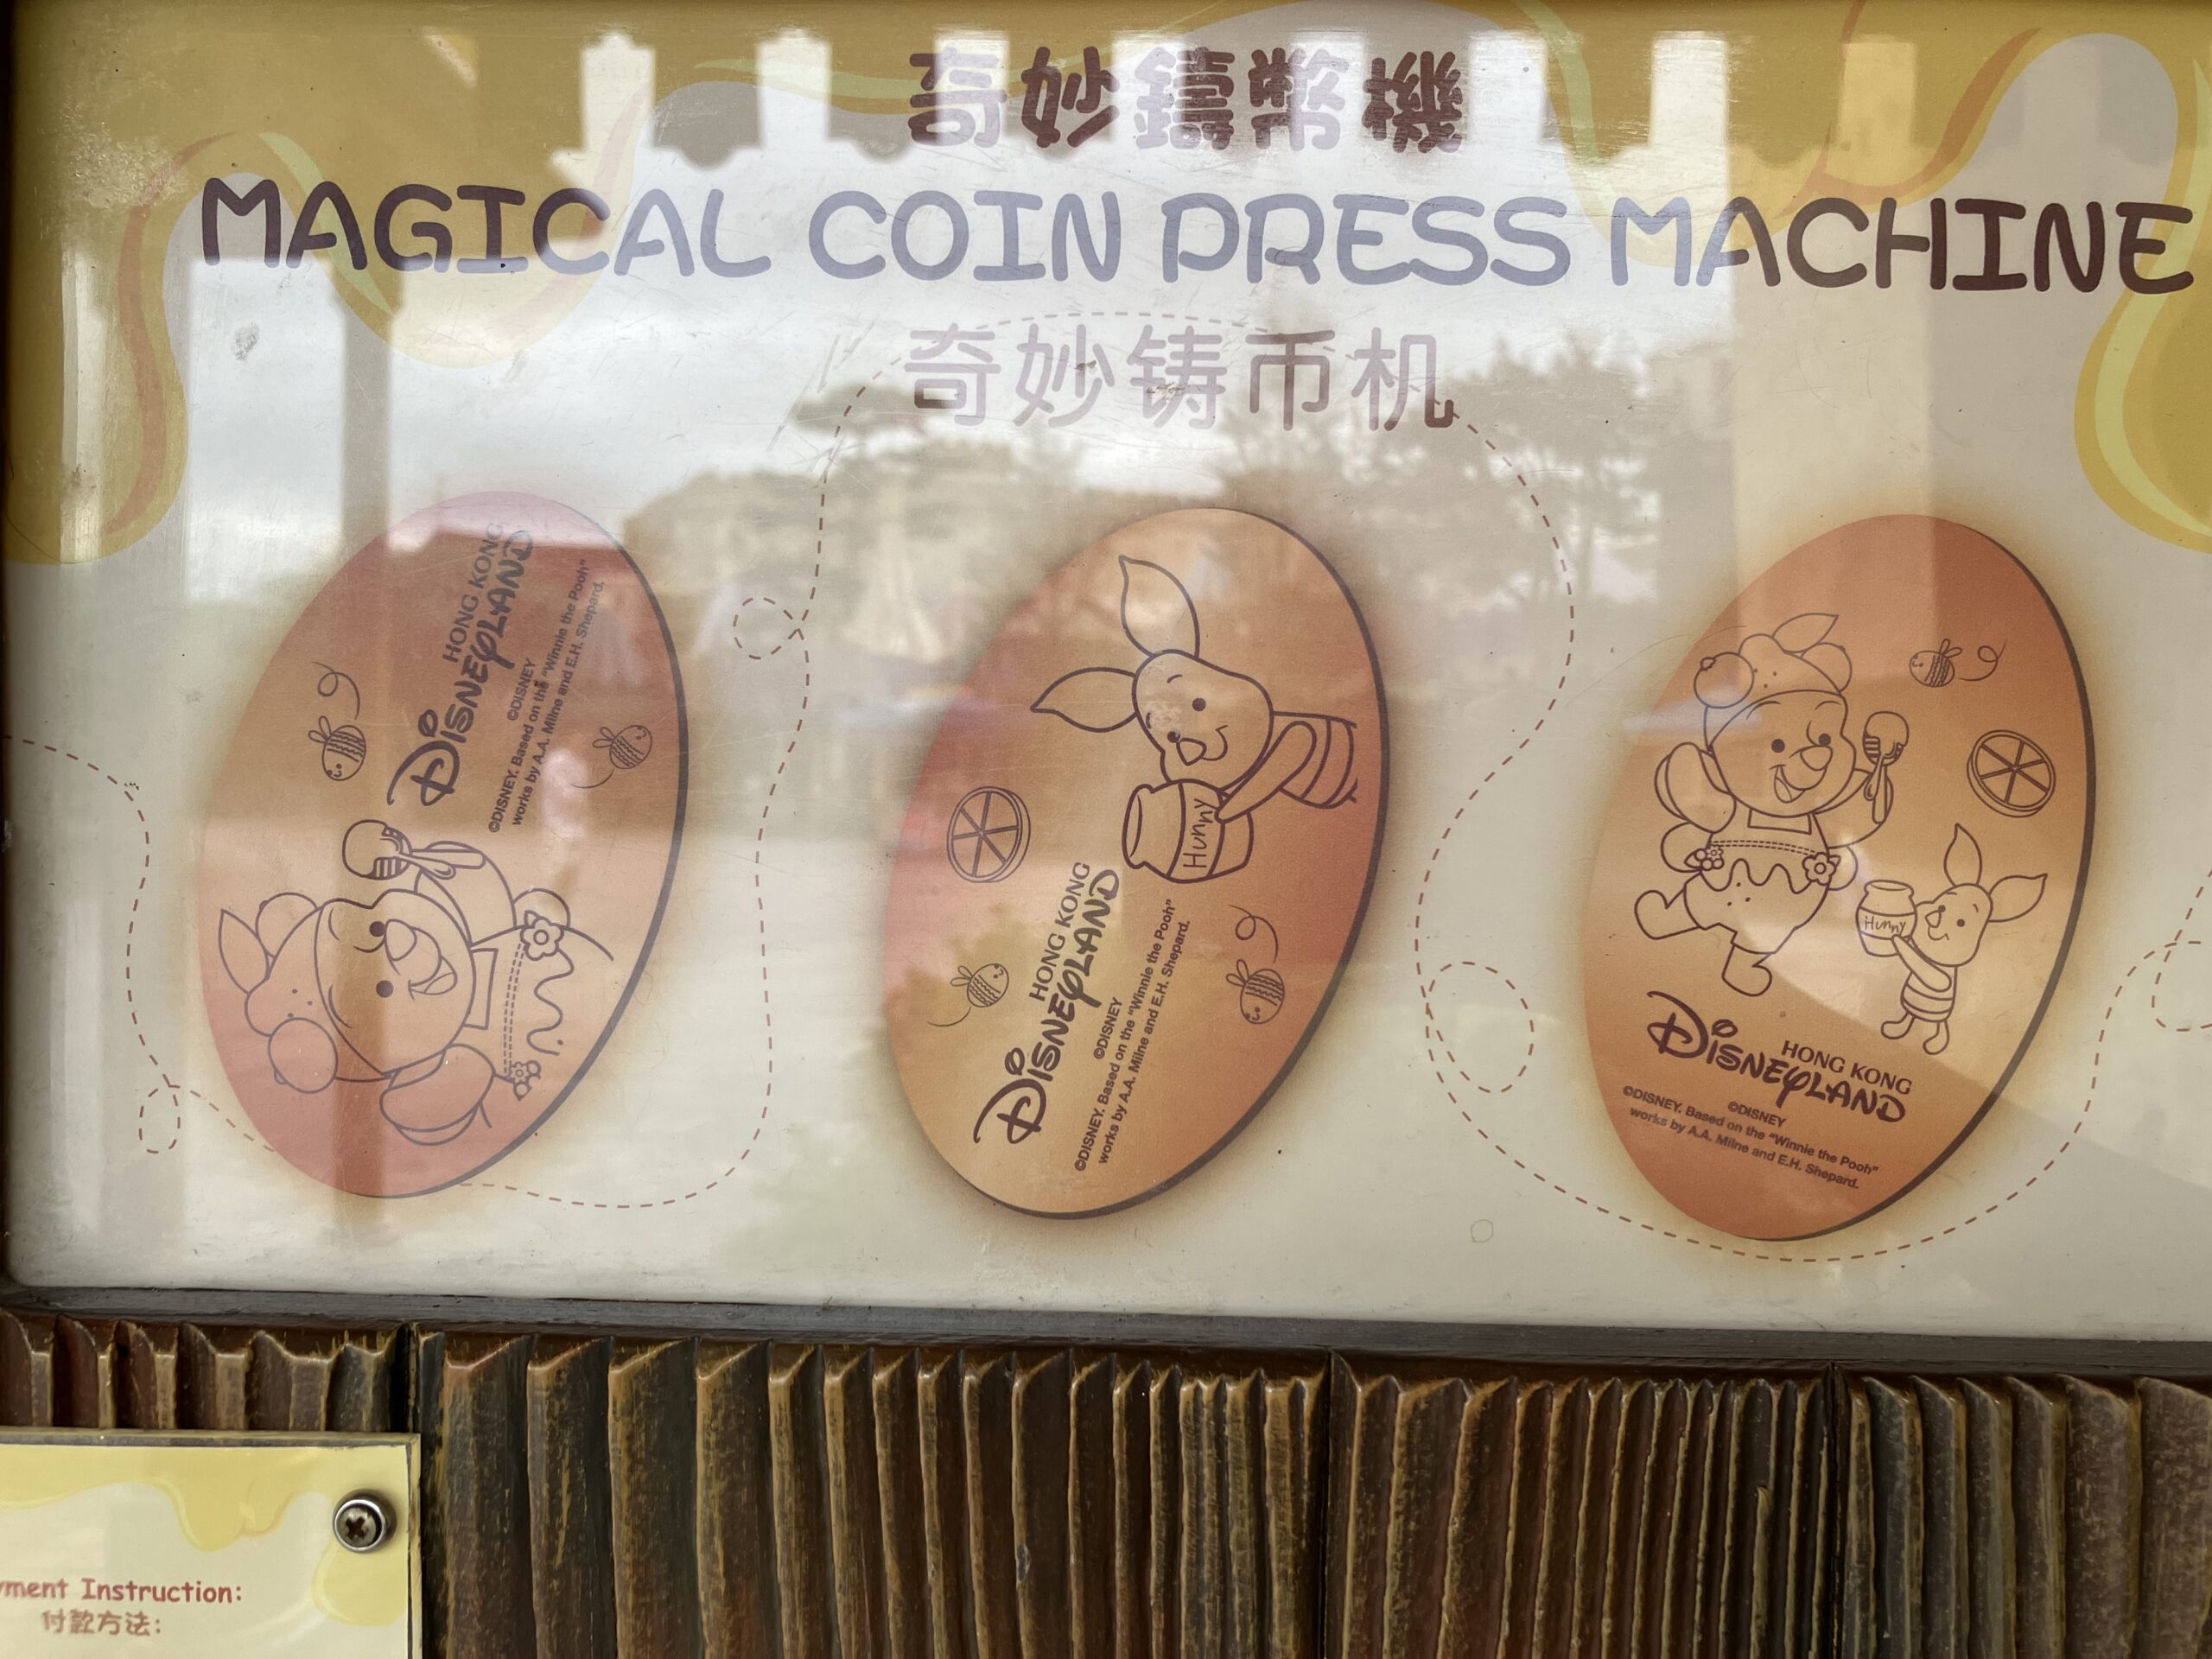 奇妙鑄幣機
MAGICAL COIN PRESS MACHINE
奇妙铸币机
HONG KONG
DISNEYLAND
©DISNEY
©DISNEY. Based on the "Winnie the Pooh"
works by A.A. Milne and E.H. Shepard.
Hunny
HONG KONG
DISNEYLAND
©DISNEY
©DISNEY. Based on the "Winnie the Pooh"
works by A.A. Milne and E.H. Shepard.
Hunny
HONG KONG
DISNEYLAND
©DISNEY
©DISNEY. Based on the "Winnie the Pooh"
works by A.A. Milne and E.H. Shepard.
yment Instruction:
付款方法: